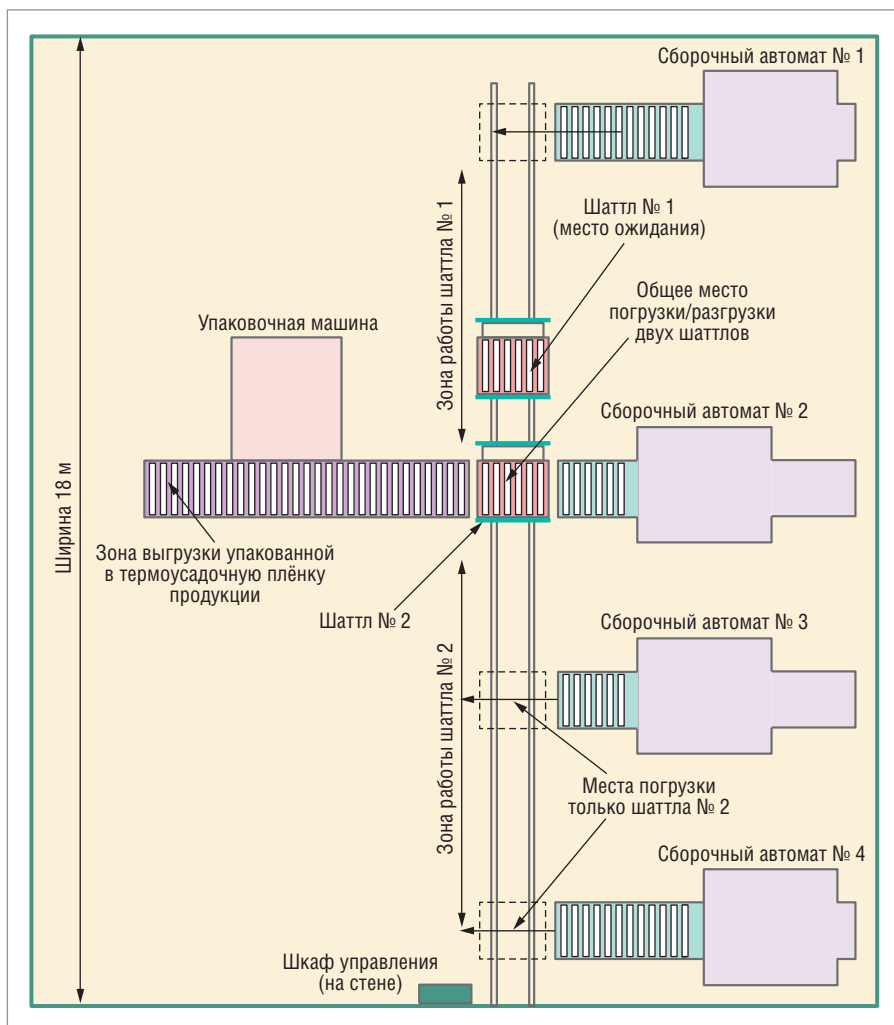 Сборочный автомат № 1
Шаттл № 1
(место ожидания)
Зона работы шаттла № 1
Общее место
погрузки/разгрузки
двух шаттлов
Упаковочная машина
Сборочный автомат № 2
Ширина 18 м
Зона выгрузки упакованной
в термоусадочную плёнку
продукции
Шаттл № 2
Сборочный автомат № 3
Зона работы шаттла № 2
Места погрузки
только шаттла № 2
Сборочный автомат № 4
Шкаф управления
(на стене)